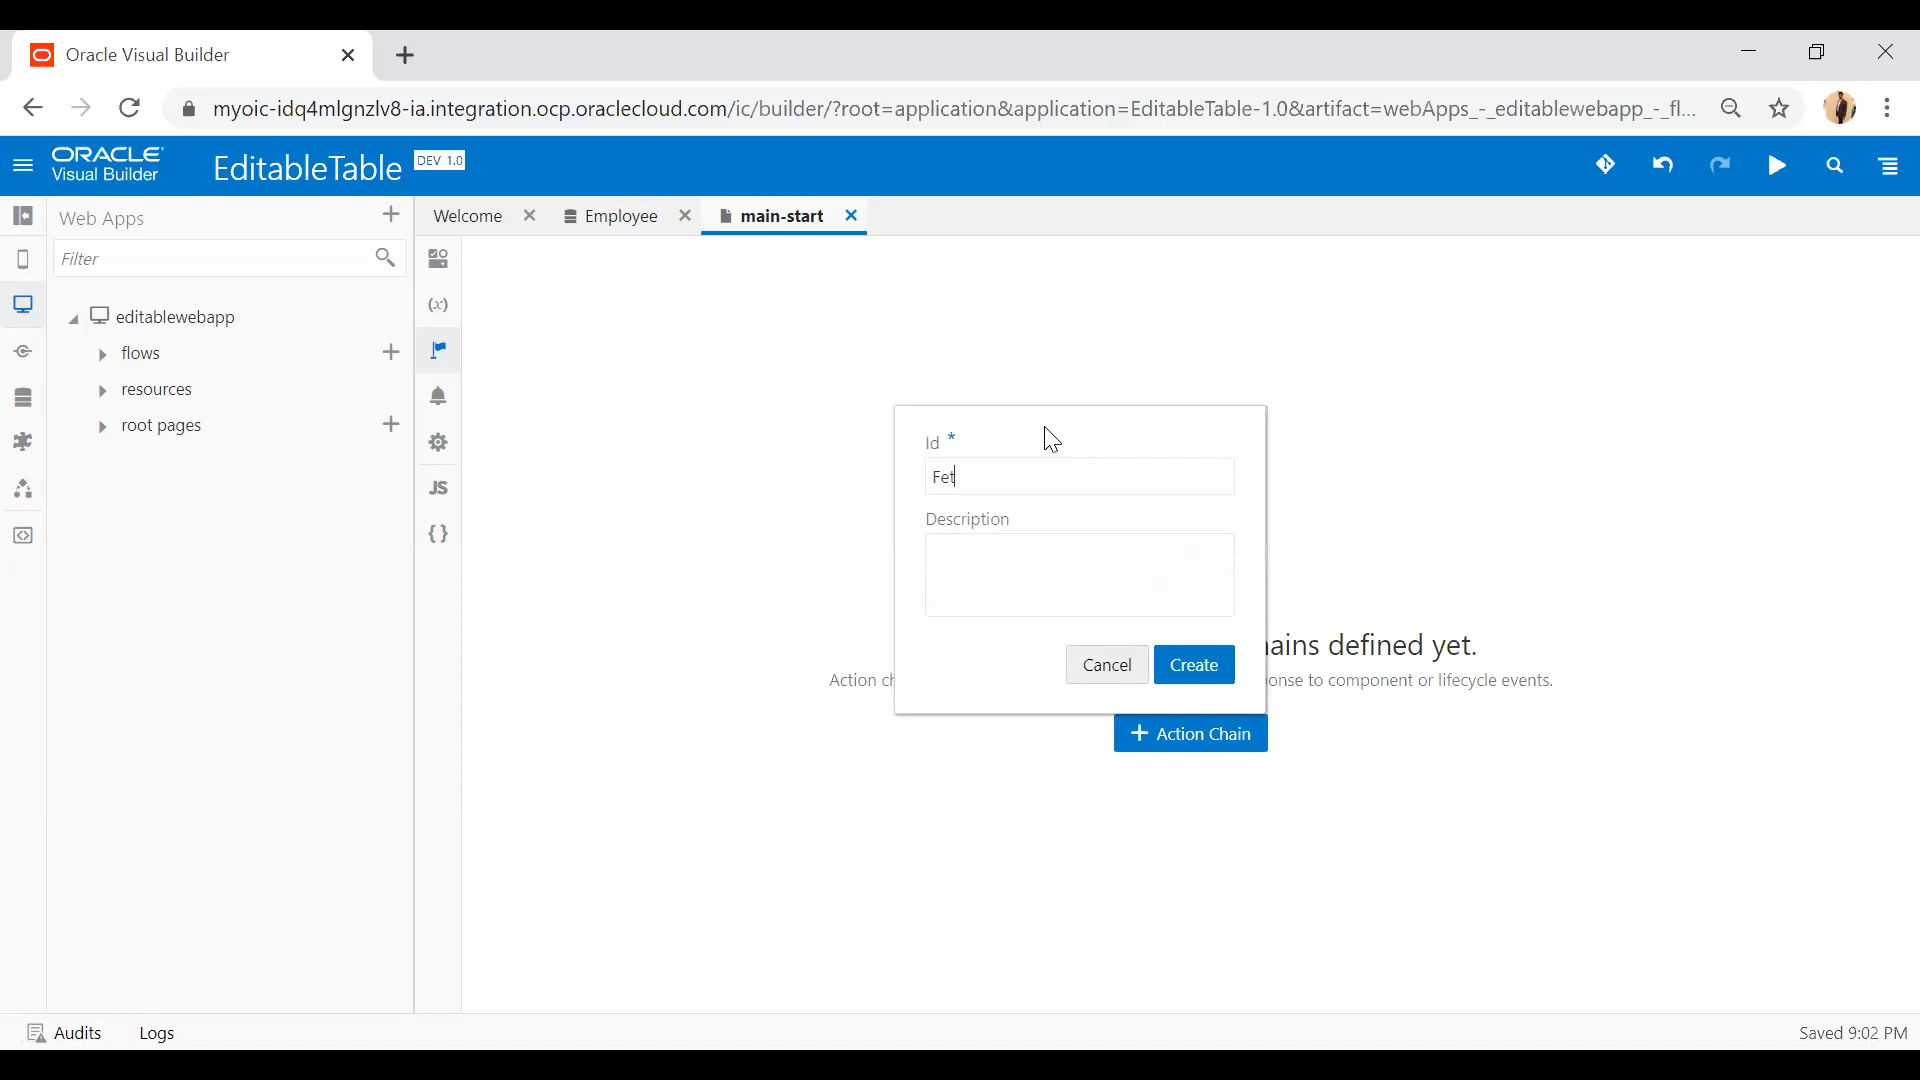 Oracle Visual Builder
myoic-idq4mlgnzlv8-ia.integration.ocp.oraclecloud.com/ic/builder/?root=application&application=EditableTable-1.0&artifact=webApps_-_editablewebapp_-_fl...
ORACLE
Visual Builder
EditableTable DEV 1.0
Web Apps
Welcome
Employee
main-start
Filter
(x)
editablewebapp
flows
resources
root pages
JS
{ }
Id *
Fet
Description
Cancel
Create
hains defined yet.
Action ch
onse to component or lifecycle events.
+ Action Chain
Audits
Logs
Saved 9:02 PM